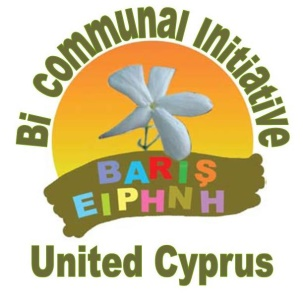 Bi communal Initiative
BARIŞ
ΕΙΡΗΝΗ
United Cyprus